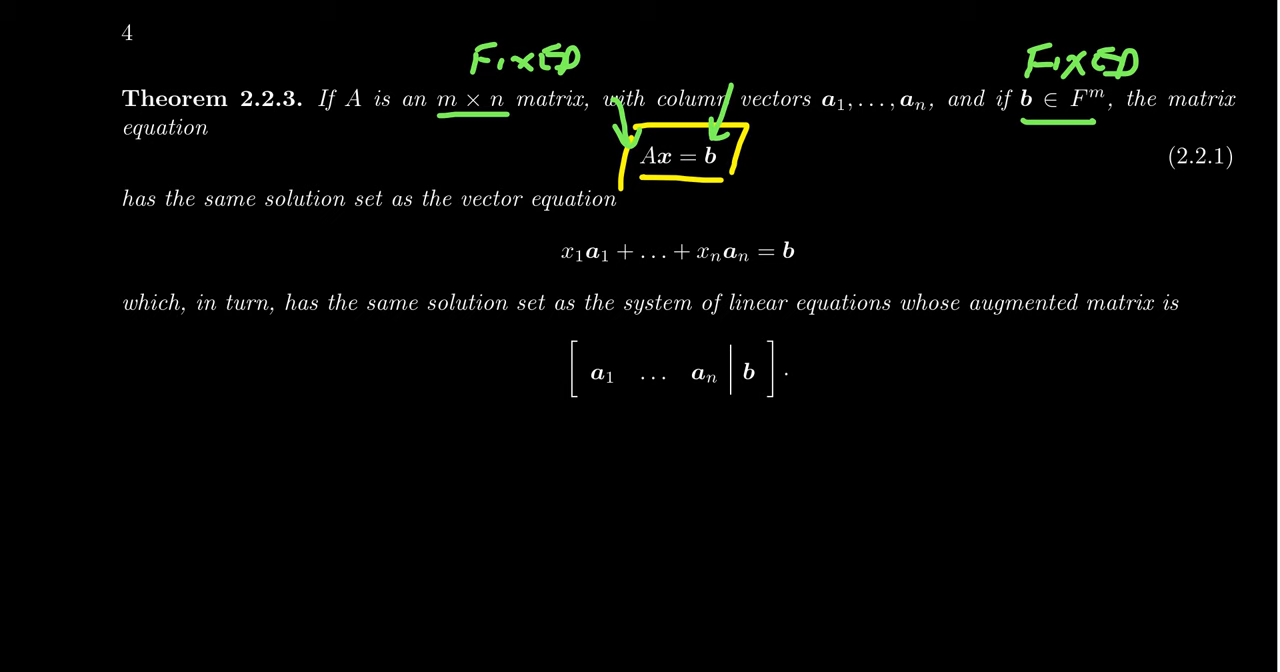 4
FIXED FIXED
Theorem 2.2.3. If A is an m × n matrix, with column vectors a₁, . . . , aₙ, and if b ∈ Fᵐ, the matrix
equation
Ax = b (2.2.1)
has the same solution set as the vector equation
x₁a₁ + . . . + xₙaₙ = b
which, in turn, has the same solution set as the system of linear equations whose augmented matrix is
[ a₁ . . . aₙ | b ] .